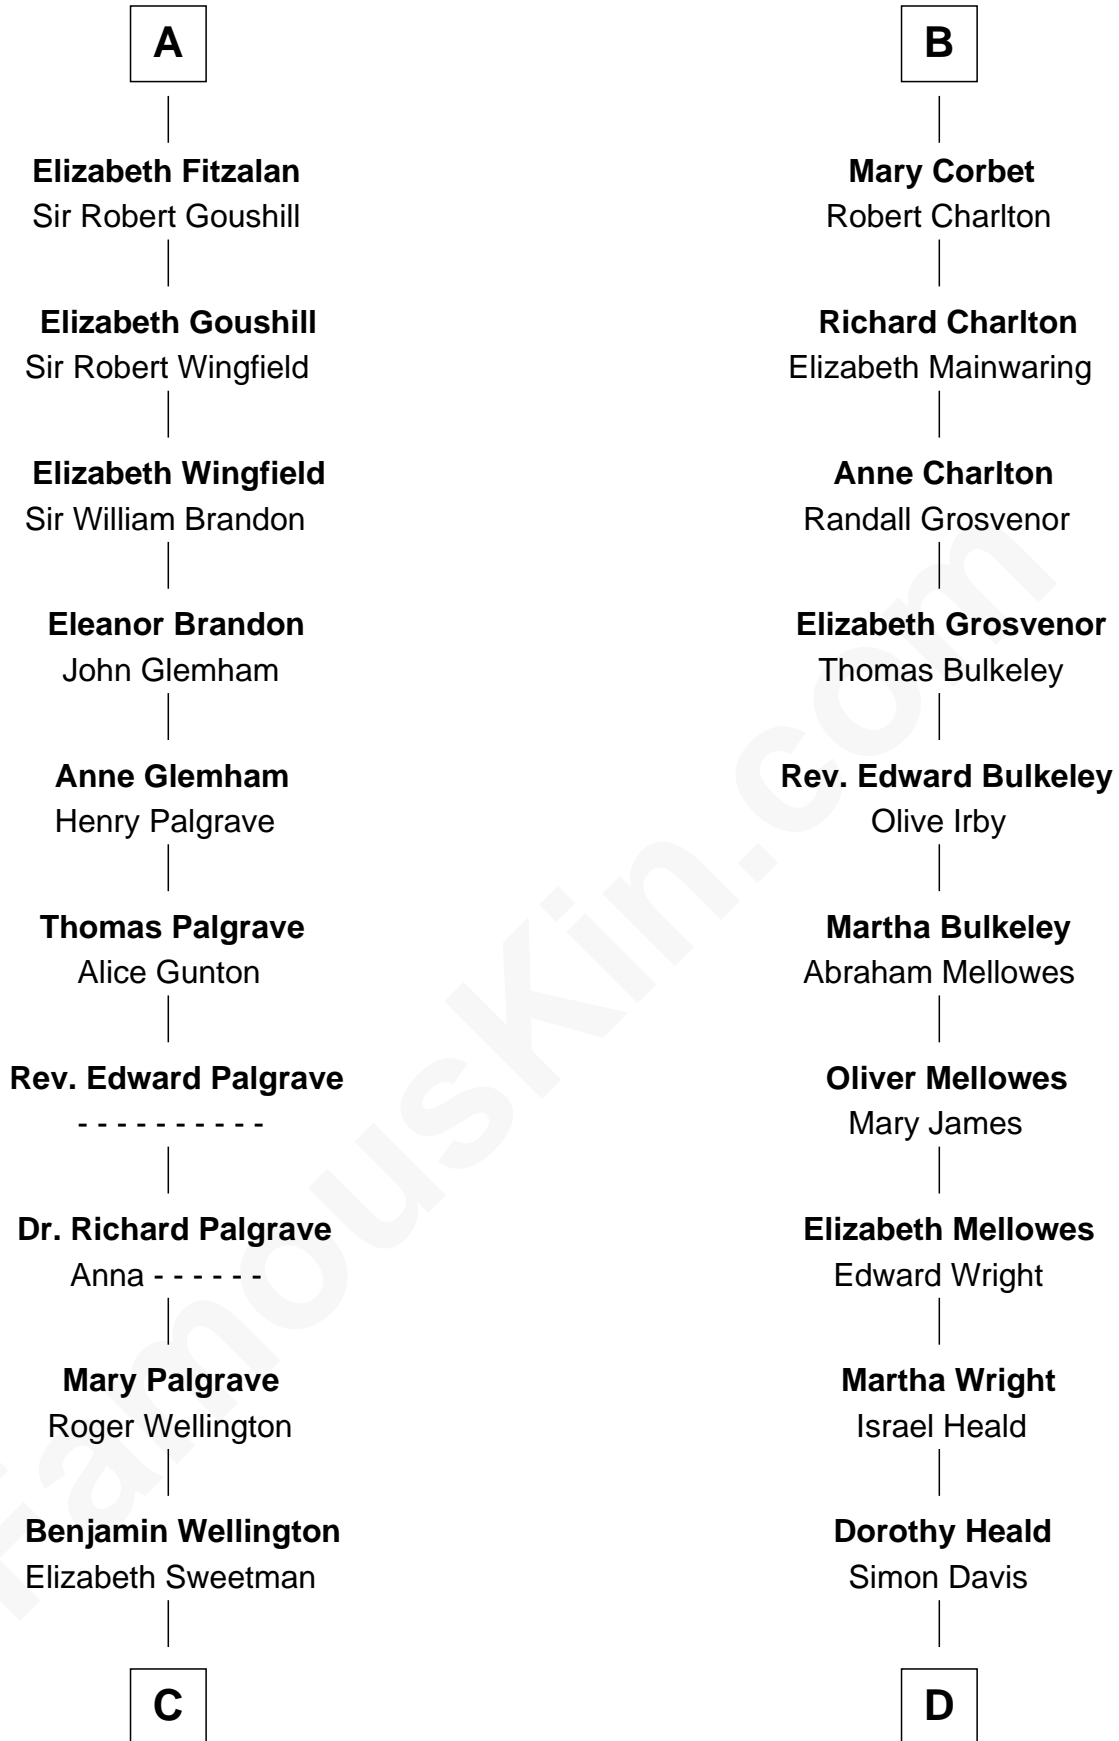 A
Elizabeth Fitzalan
Sir Robert Goushill
Elizabeth Goushill
Sir Robert Wingfield
Elizabeth Wingfield
Sir William Brandon
Eleanor Brandon
John Glemham
Anne Glemham
Henry Palgrave
Thomas Palgrave
Alice Gunton
Rev. Edward Palgrave
- - - - - - - - - -
Dr. Richard Palgrave
Anna - - - - - -
Mary Palgrave
Roger Wellington
Benjamin Wellington
Elizabeth Sweetman
C
B
Mary Corbet
Robert Charlton
Richard Charlton
Elizabeth Mainwaring
Anne Charlton
Randall Grosvenor
Elizabeth Grosvenor
Thomas Bulkeley
Rev. Edward Bulkeley
Olive Irby
Martha Bulkeley
Abraham Mellowes
Oliver Mellowes
Mary James
Elizabeth Mellowes
Edward Wright
Martha Wright
Israel Heald
Dorothy Heald
Simon Davis
D
FamousKin.com